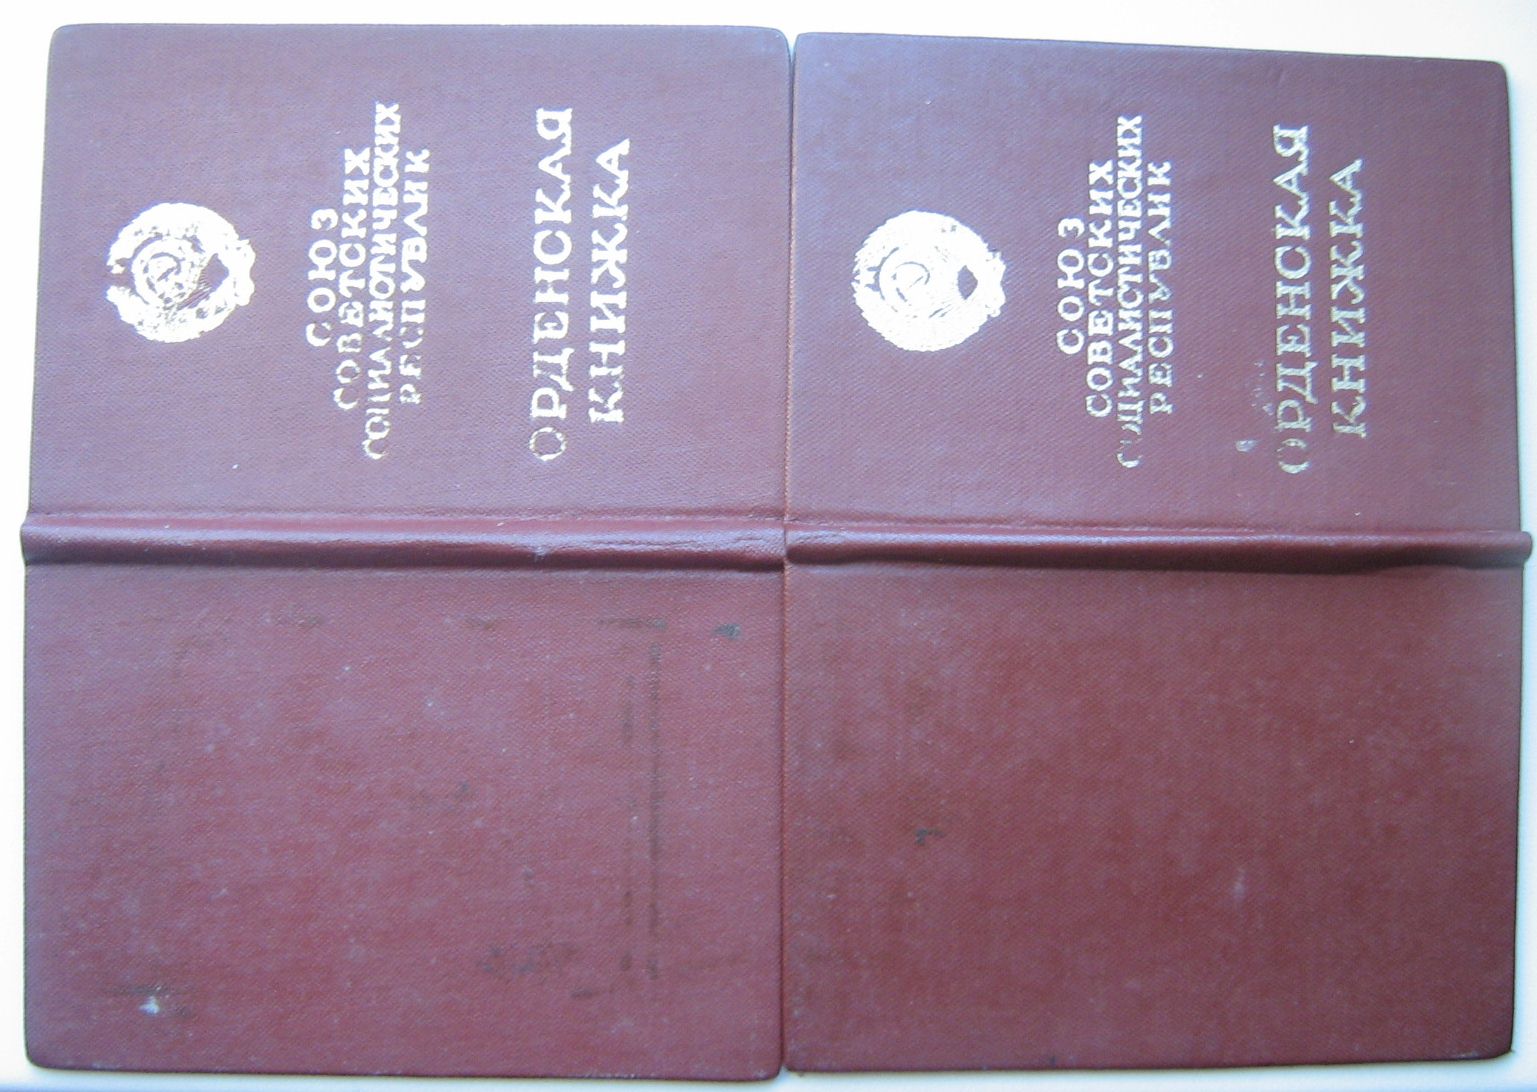 СОЮЗ
СОВЕТСКИХ
СОЦИАЛИСТИЧЕСКИХ
РЕСПУБЛИК
ОРДЕНСКАЯ
КНИЖКА
СОЮЗ
СОВЕТСКИХ
СОЦИАЛИСТИЧЕСКИХ
РЕСПУБЛИК
ОРДЕНСКАЯ
КНИЖКА